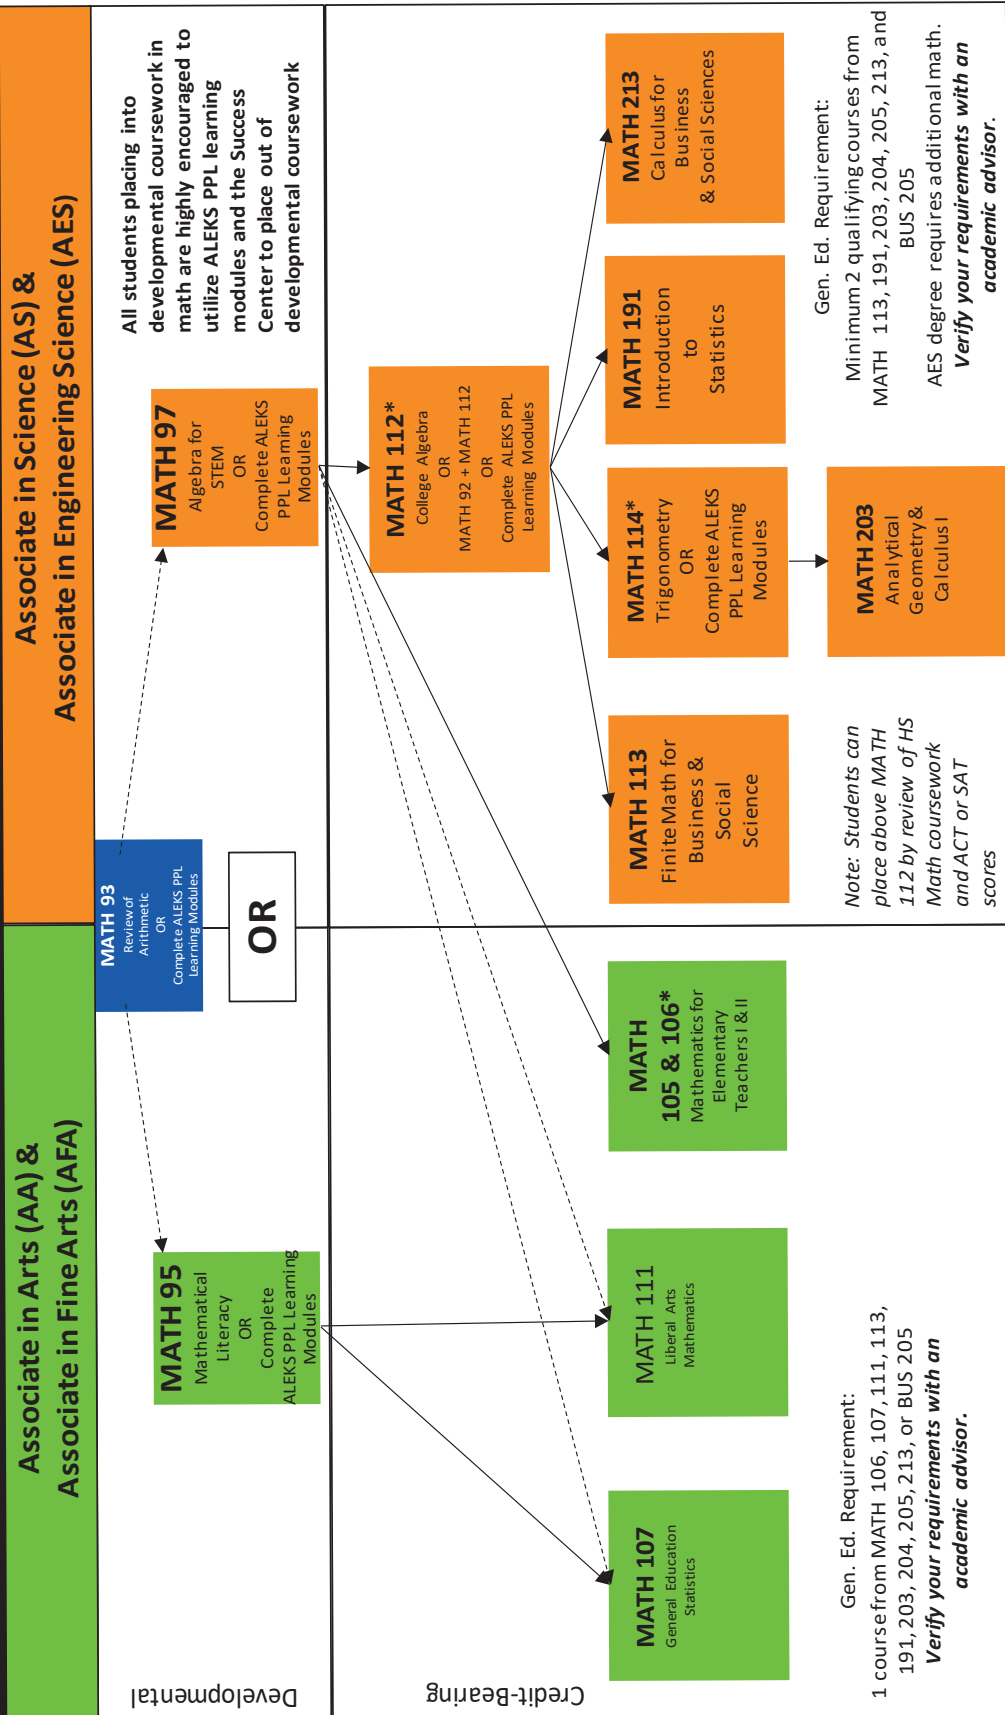 Associate in Arts (AA) &
Associate in Fine Arts (AFA)
Associate in Science (AS) &
Associate in Engineering Science (AES)
Developmental
MATH 93
Review of
Arithmetic
OR
Complete ALEKS PPL
Learning Modules
OR
MATH 95
Mathematical
Literacy
OR
Complete
ALEKS PPL Learning
Modules
MATH 97
Algebra for
STEM
OR
Complete ALEKS
PPL Learning
Modules
All students placing into
developmental coursework in
math are highly encouraged to
utilize ALEKS PPL learning
modules and the Success
Center to place out of
developmental coursework
Credit-Bearing
MATH 112*
College Algebra
OR
MATH 92 + MATH 112
OR
Complete ALEKS PPL
Learning Modules
MATH 107
General Education
Statistics
MATH 111
Liberal Arts
Mathematics
MATH
105 & 106*
Mathematics for
Elementary
Teachers I & II
MATH 113
Finite Math for
Business &
Social
Science
MATH 114*
Trigonometry
OR
Complete ALEKS
PPL Learning
Modules
MATH 191
Introduction
to
Statistics
MATH 213
Calculus for
Business
& Social Sciences
MATH 203
Analytical
Geometry &
Calculus I
Gen. Ed. Requirement:
1 course from MATH 106, 107, 111, 113,
191, 203, 204, 205, 213, or BUS 205
Verify your requirements with an
academic advisor.
Note: Students can
place above MATH
112 by review of HS
Math coursework
and ACT or SAT
scores
Gen. Ed. Requirement:
Minimum 2 qualifying courses from
MATH 113, 191, 203, 204, 205, 213, and
BUS 205
AES degree requires additional math.
Verify your requirements with an
academic advisor.